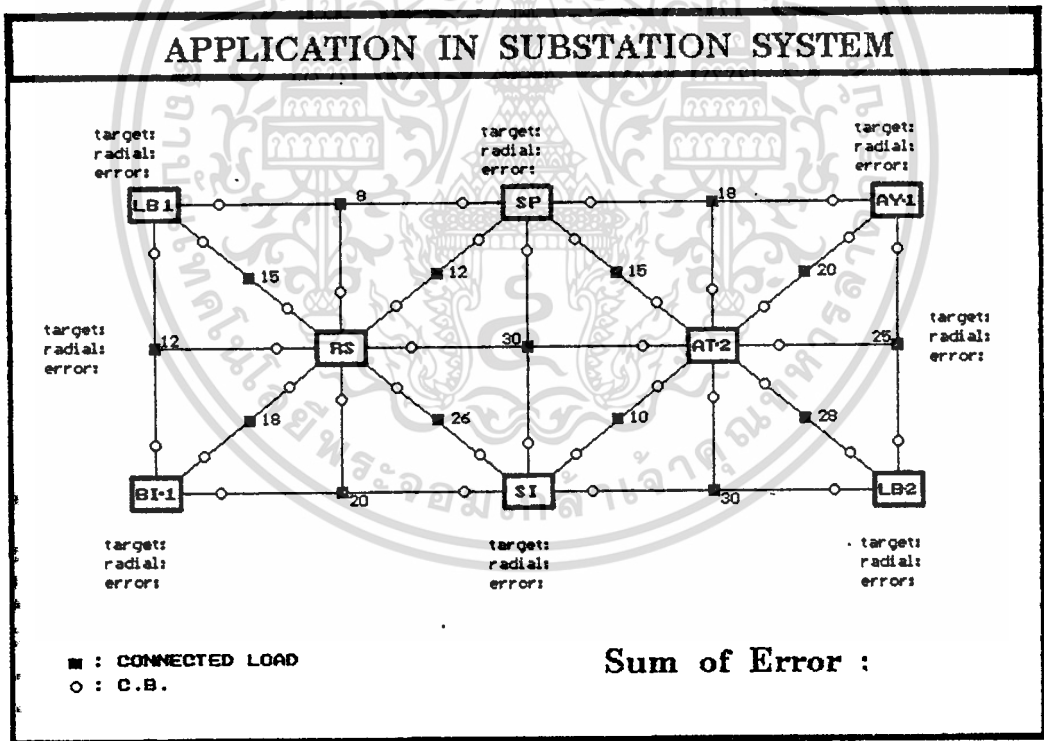 APPLICATION IN SUBSTATION SYSTEM
target:
radial:
error:
target:
radial:
error:
target:
radial:
error:
LB1
8
SP
18
AY·1
15
12
15
20
target:
radial:
error:
12
RS
30
AT·2
25
target:
radial:
error:
18
26
10
28
BI·1
20
SI
30
LB·2
target:
radial:
error:
target:
radial:
error:
target:
radial:
error:
■ : CONNECTED LOAD
○ : C.B.
Sum of Error :